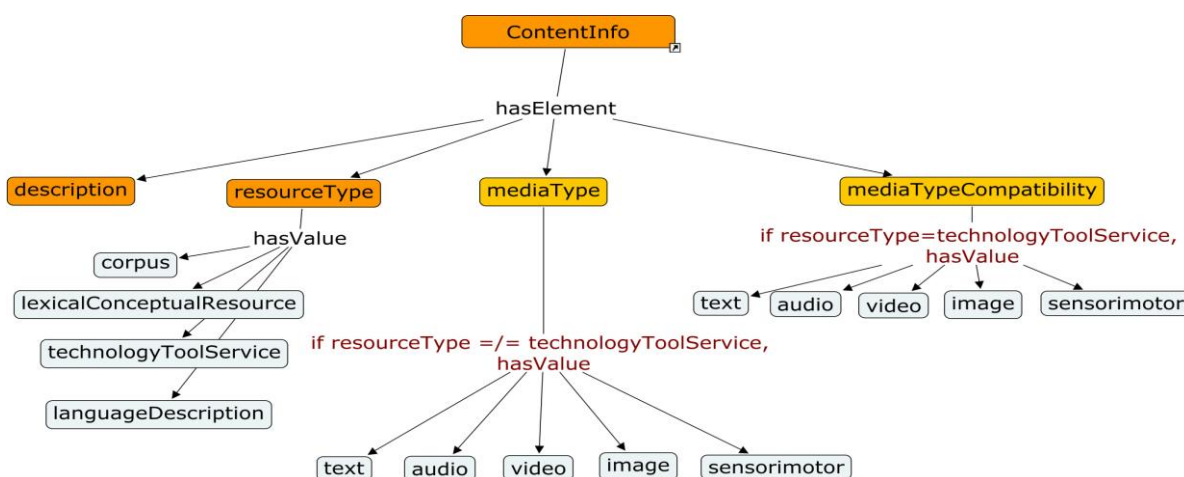 ContentInfo
hasElement
description
resourceType
mediaType
mediaTypeCompatibility
hasValue
corpus
lexicalConceptualResource
technologyToolService
languageDescription
if resourceType =/= technologyToolService,
hasValue
text
audio
video
image
sensorimotor
if resourceType=technologyToolService,
hasValue
text
audio
video
image
sensorimotor